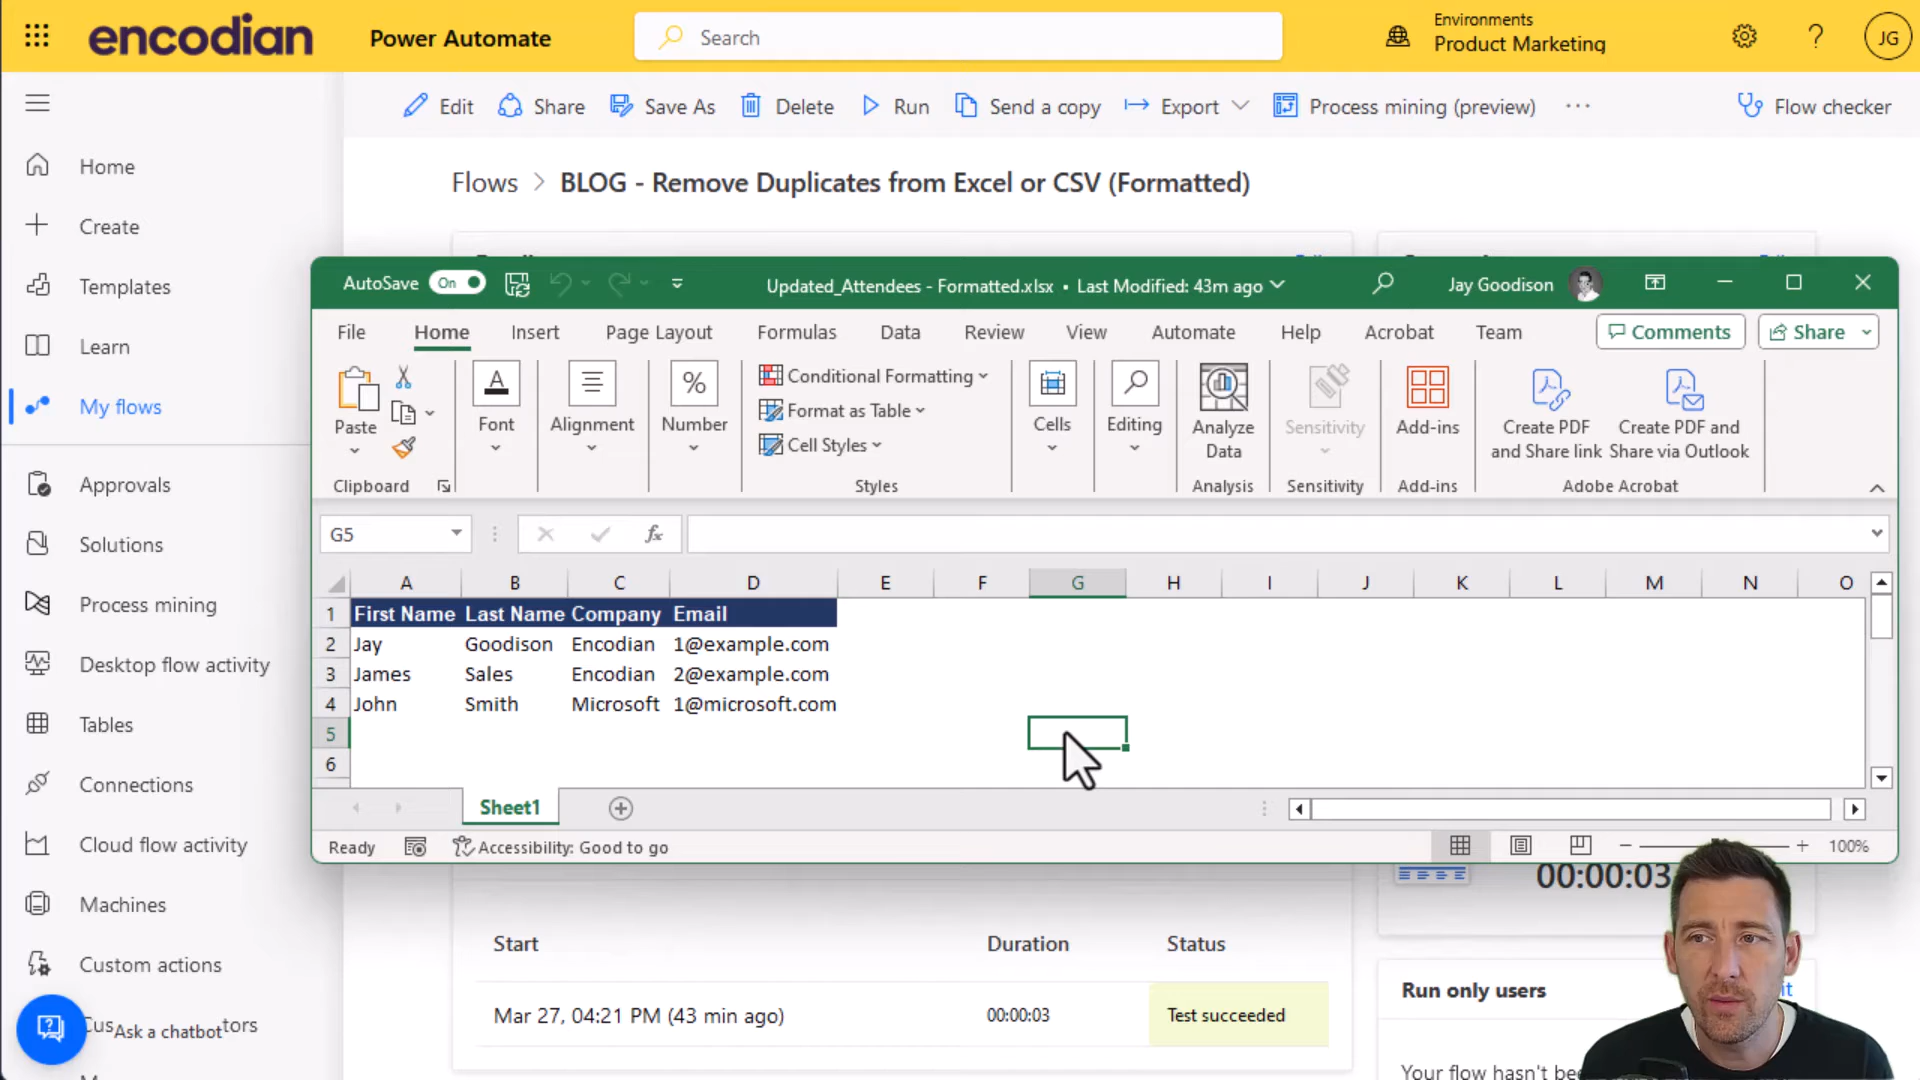 encodian
Power Automate
Search
Environments
Product Marketing
JG
Edit
Share
Save As
Delete
Run
Send a copy
Export
Process mining (preview)
Flow checker
Home
Create
Templates
Learn
My flows
Approvals
Solutions
Process mining
Desktop flow activity
Tables
Connections
Cloud flow activity
Machines
Custom actions
Ask a chatbot
Flows > BLOG - Remove Duplicates from Excel or CSV (Formatted)
AutoSave On
Updated_Attendees - Formatted.xlsx • Last Modified: 43m ago
Jay Goodison
File Home Insert Page Layout Formulas Data Review View Automate Help Acrobat Team
Comments
Share
Paste
Clipboard
Font
Alignment
Number
Conditional Formatting
Format as Table
Cell Styles
Styles
Cells
Editing
Analyze
Data
Analysis
Sensitivity
Sensitivity
Add-ins
Add-ins
Create PDF
and Share link
Create PDF and
Share via Outlook
Adobe Acrobat
G5
fx
A B C D E F G H I J K L M N O
1 First Name Last Name Company Email
2 Jay Goodison Encodian 1@example.com
3 James Sales Encodian 2@example.com
4 John Smith Microsoft 1@microsoft.com
5
6
Sheet1
Ready
Accessibility: Good to go
100%
00:00:03
Start Duration Status
Mar 27, 04:21 PM (43 min ago) 00:00:03 Test succeeded
Run only users
Your flow hasn't